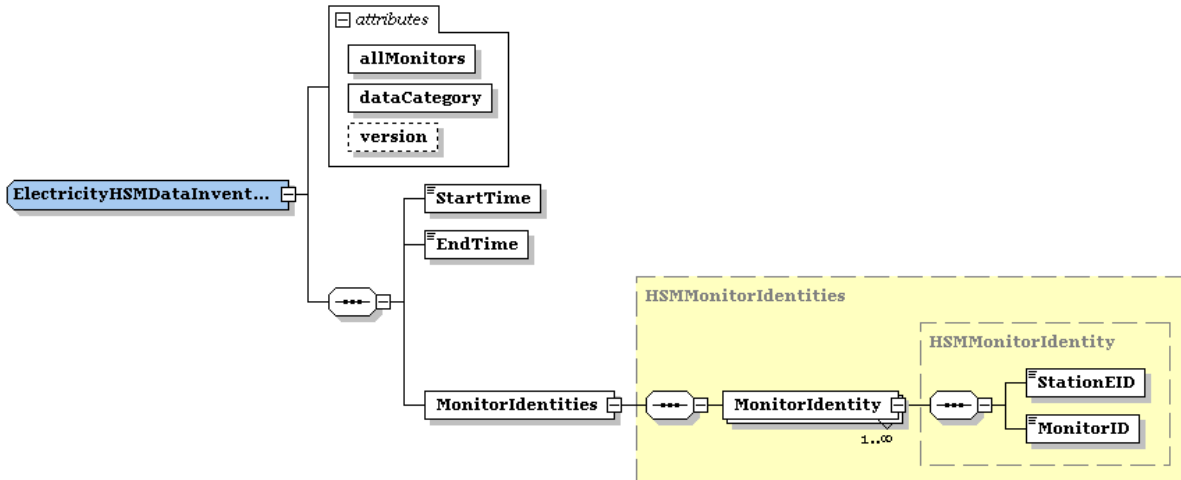 attributes
allMonitors
dataCategory
version
ElectricityHSMDataInvent...
StartTime
EndTime
HSMMonitorIdentities
HSMMonitorIdentity
StationEID
MonitorIdentities
MonitorIdentity
MonitorID
1..∞